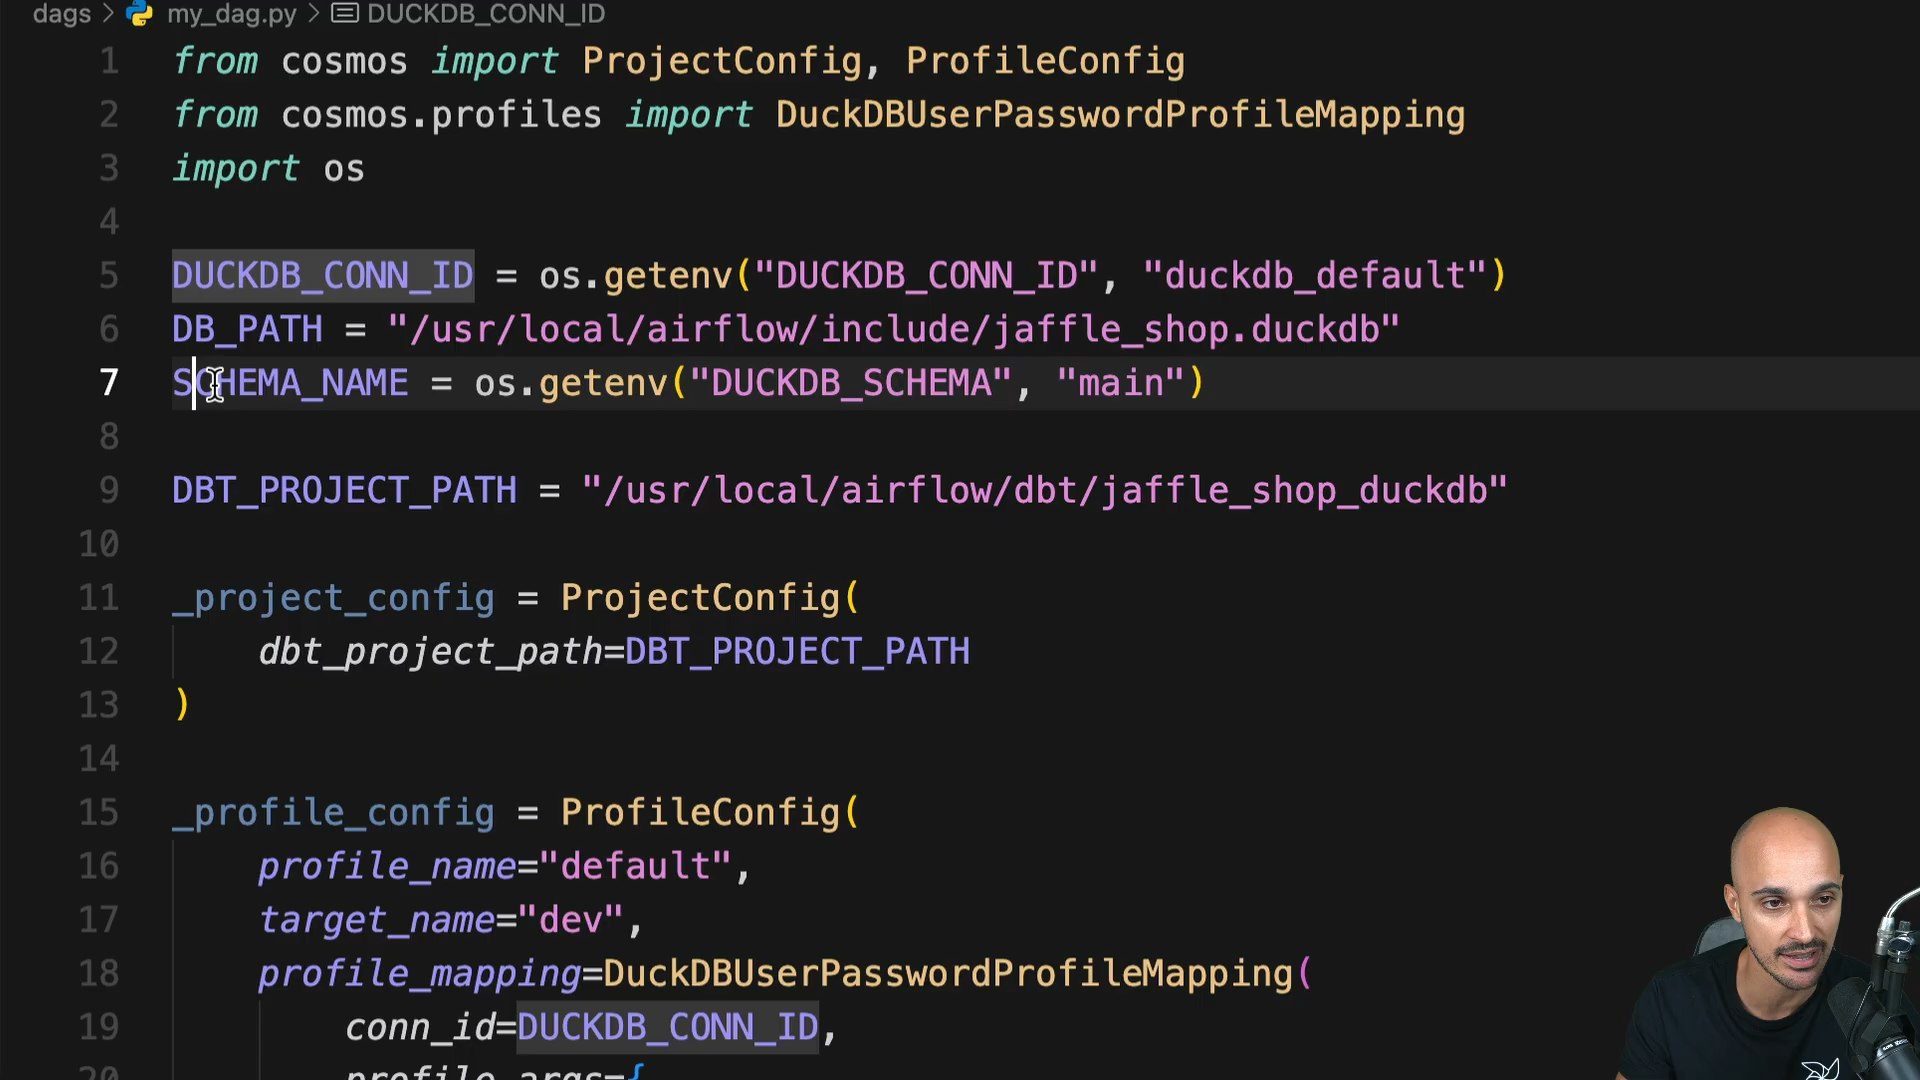 dags > my_dag.py > DUCKDB_CONN_ID
1 from cosmos import ProjectConfig, ProfileConfig
2 from cosmos.profiles import DuckDBUserPasswordProfileMapping
3 import os
4
5 DUCKDB_CONN_ID = os.getenv("DUCKDB_CONN_ID", "duckdb_default")
6 DB_PATH = "/usr/local/airflow/include/jaffle_shop.duckdb"
7 SCHEMA_NAME = os.getenv("DUCKDB_SCHEMA", "main")
8
9 DBT_PROJECT_PATH = "/usr/local/airflow/dbt/jaffle_shop_duckdb"
10
11 _project_config = ProjectConfig(
12 dbt_project_path=DBT_PROJECT_PATH
13 )
14
15 _profile_config = ProfileConfig(
16 profile_name="default",
17 target_name="dev",
18 profile_mapping=DuckDBUserPasswordProfileMapping(
19 conn_id=DUCKDB_CONN_ID,
20 profile_args={